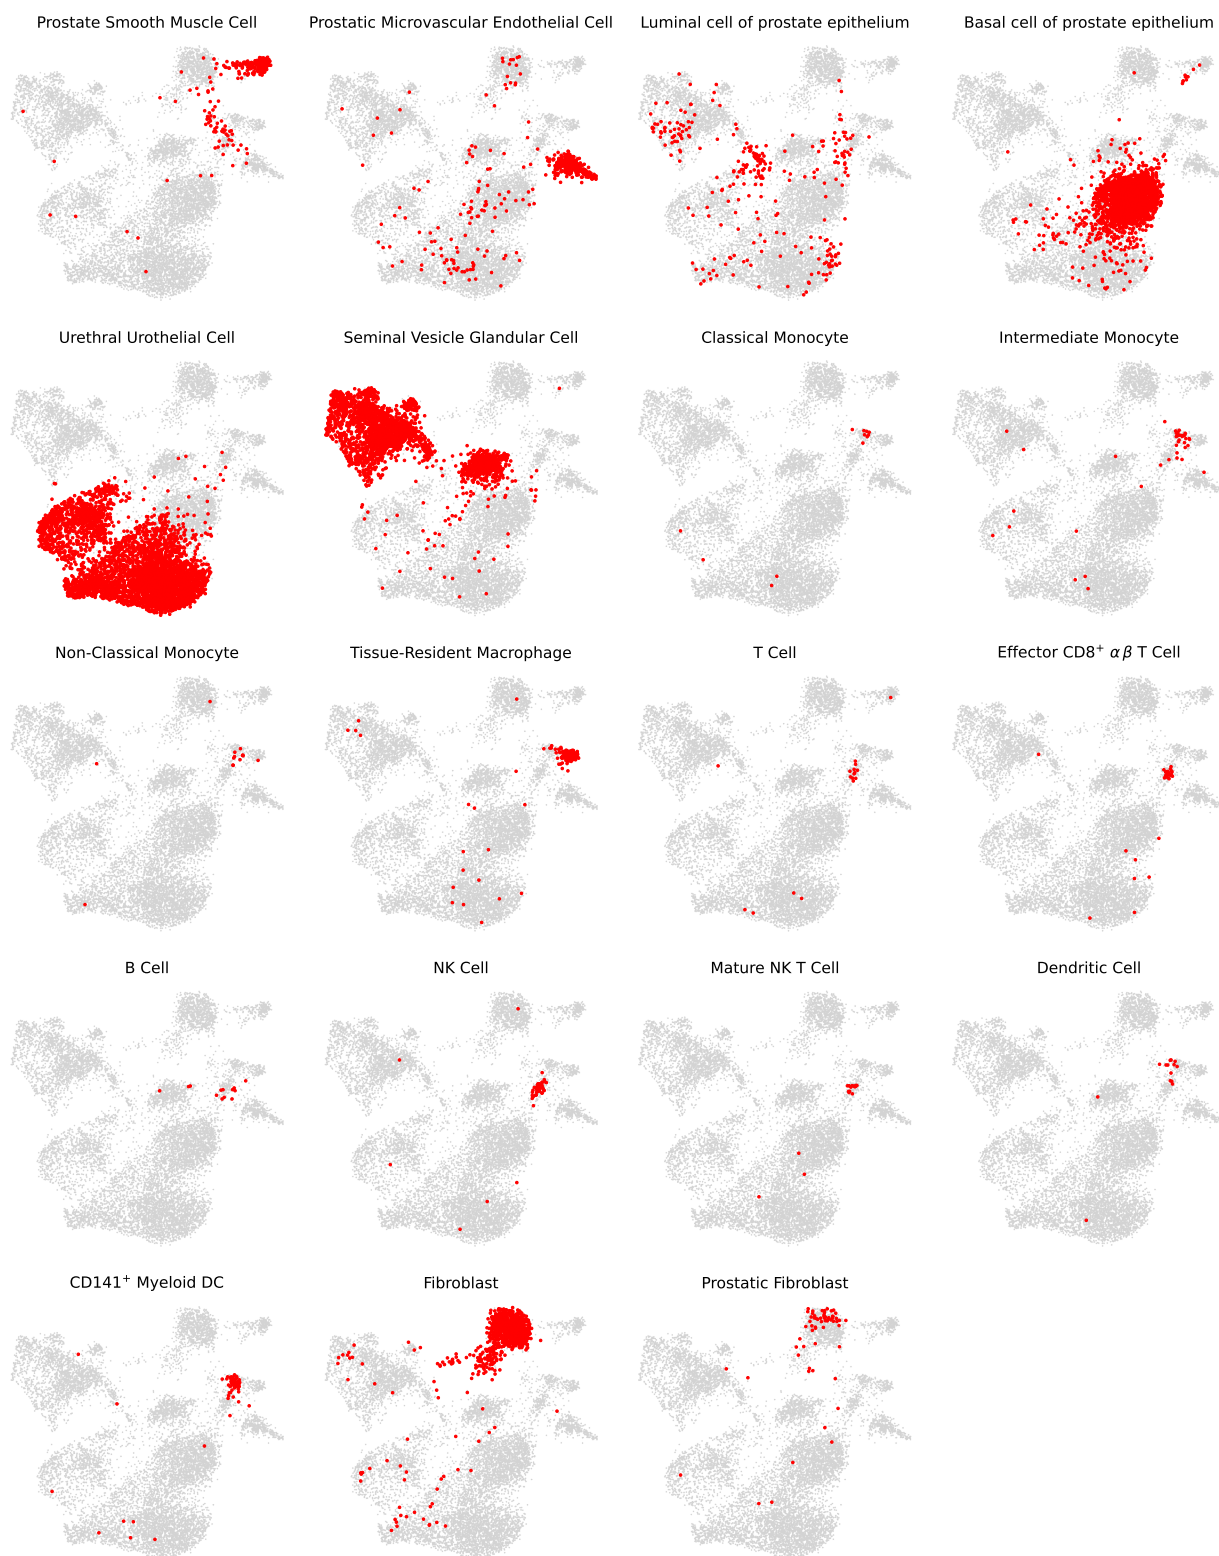 Prostate Smooth Muscle Cell
Prostatic Microvascular Endothelial Cell
Luminal cell of prostate epithelium
Basal cell of prostate epithelium
Urethral Urothelial Cell
Seminal Vesicle Glandular Cell
Classical Monocyte
Intermediate Monocyte
Non-Classical Monocyte
Tissue-Resident Macrophage
T Cell
Effector CD8⁺ αβ T Cell
B Cell
NK Cell
Mature NK T Cell
Dendritic Cell
CD141⁺ Myeloid DC
Fibroblast
Prostatic Fibroblast